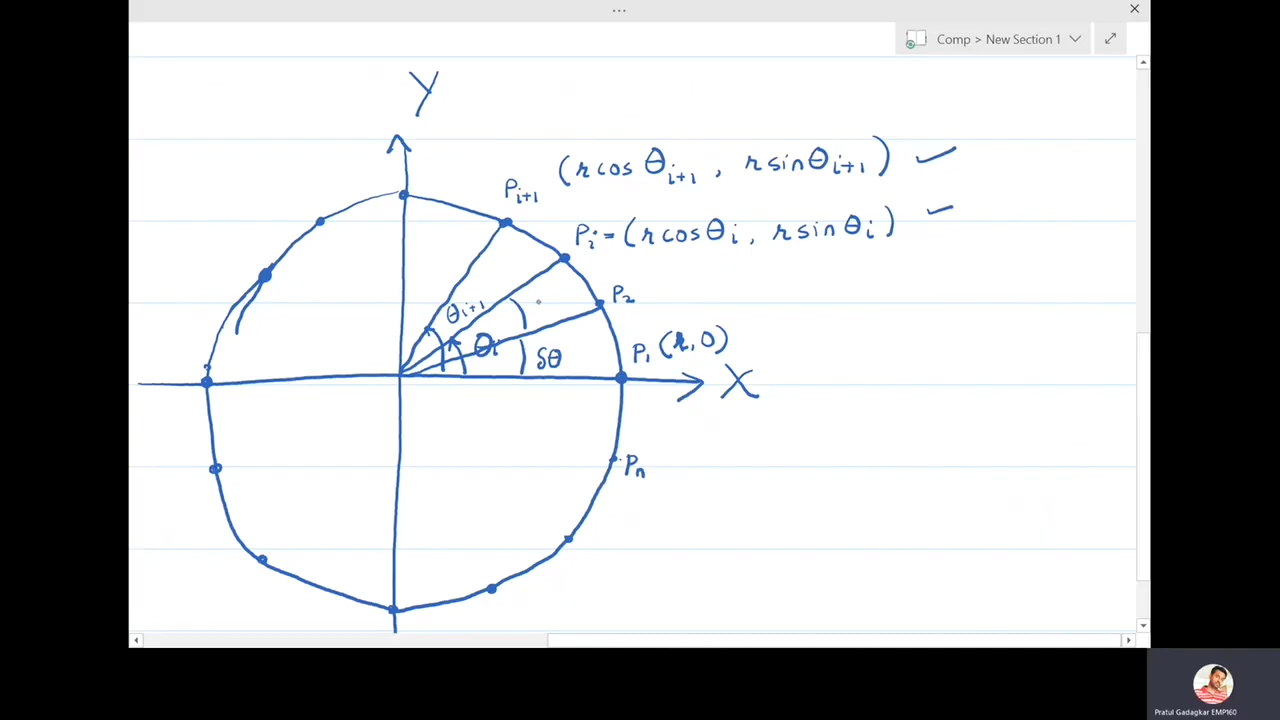 ...
Comp > New Section 1
Y
(r cos θi+1 , r sin θi+1) ✓
Pi+1
Pi = (r cos θi , r sin θi) ✓
P2
θi+1
θi
δθ
P1 (r, 0)
X
Pn
Pratul Gadagkar EMP160